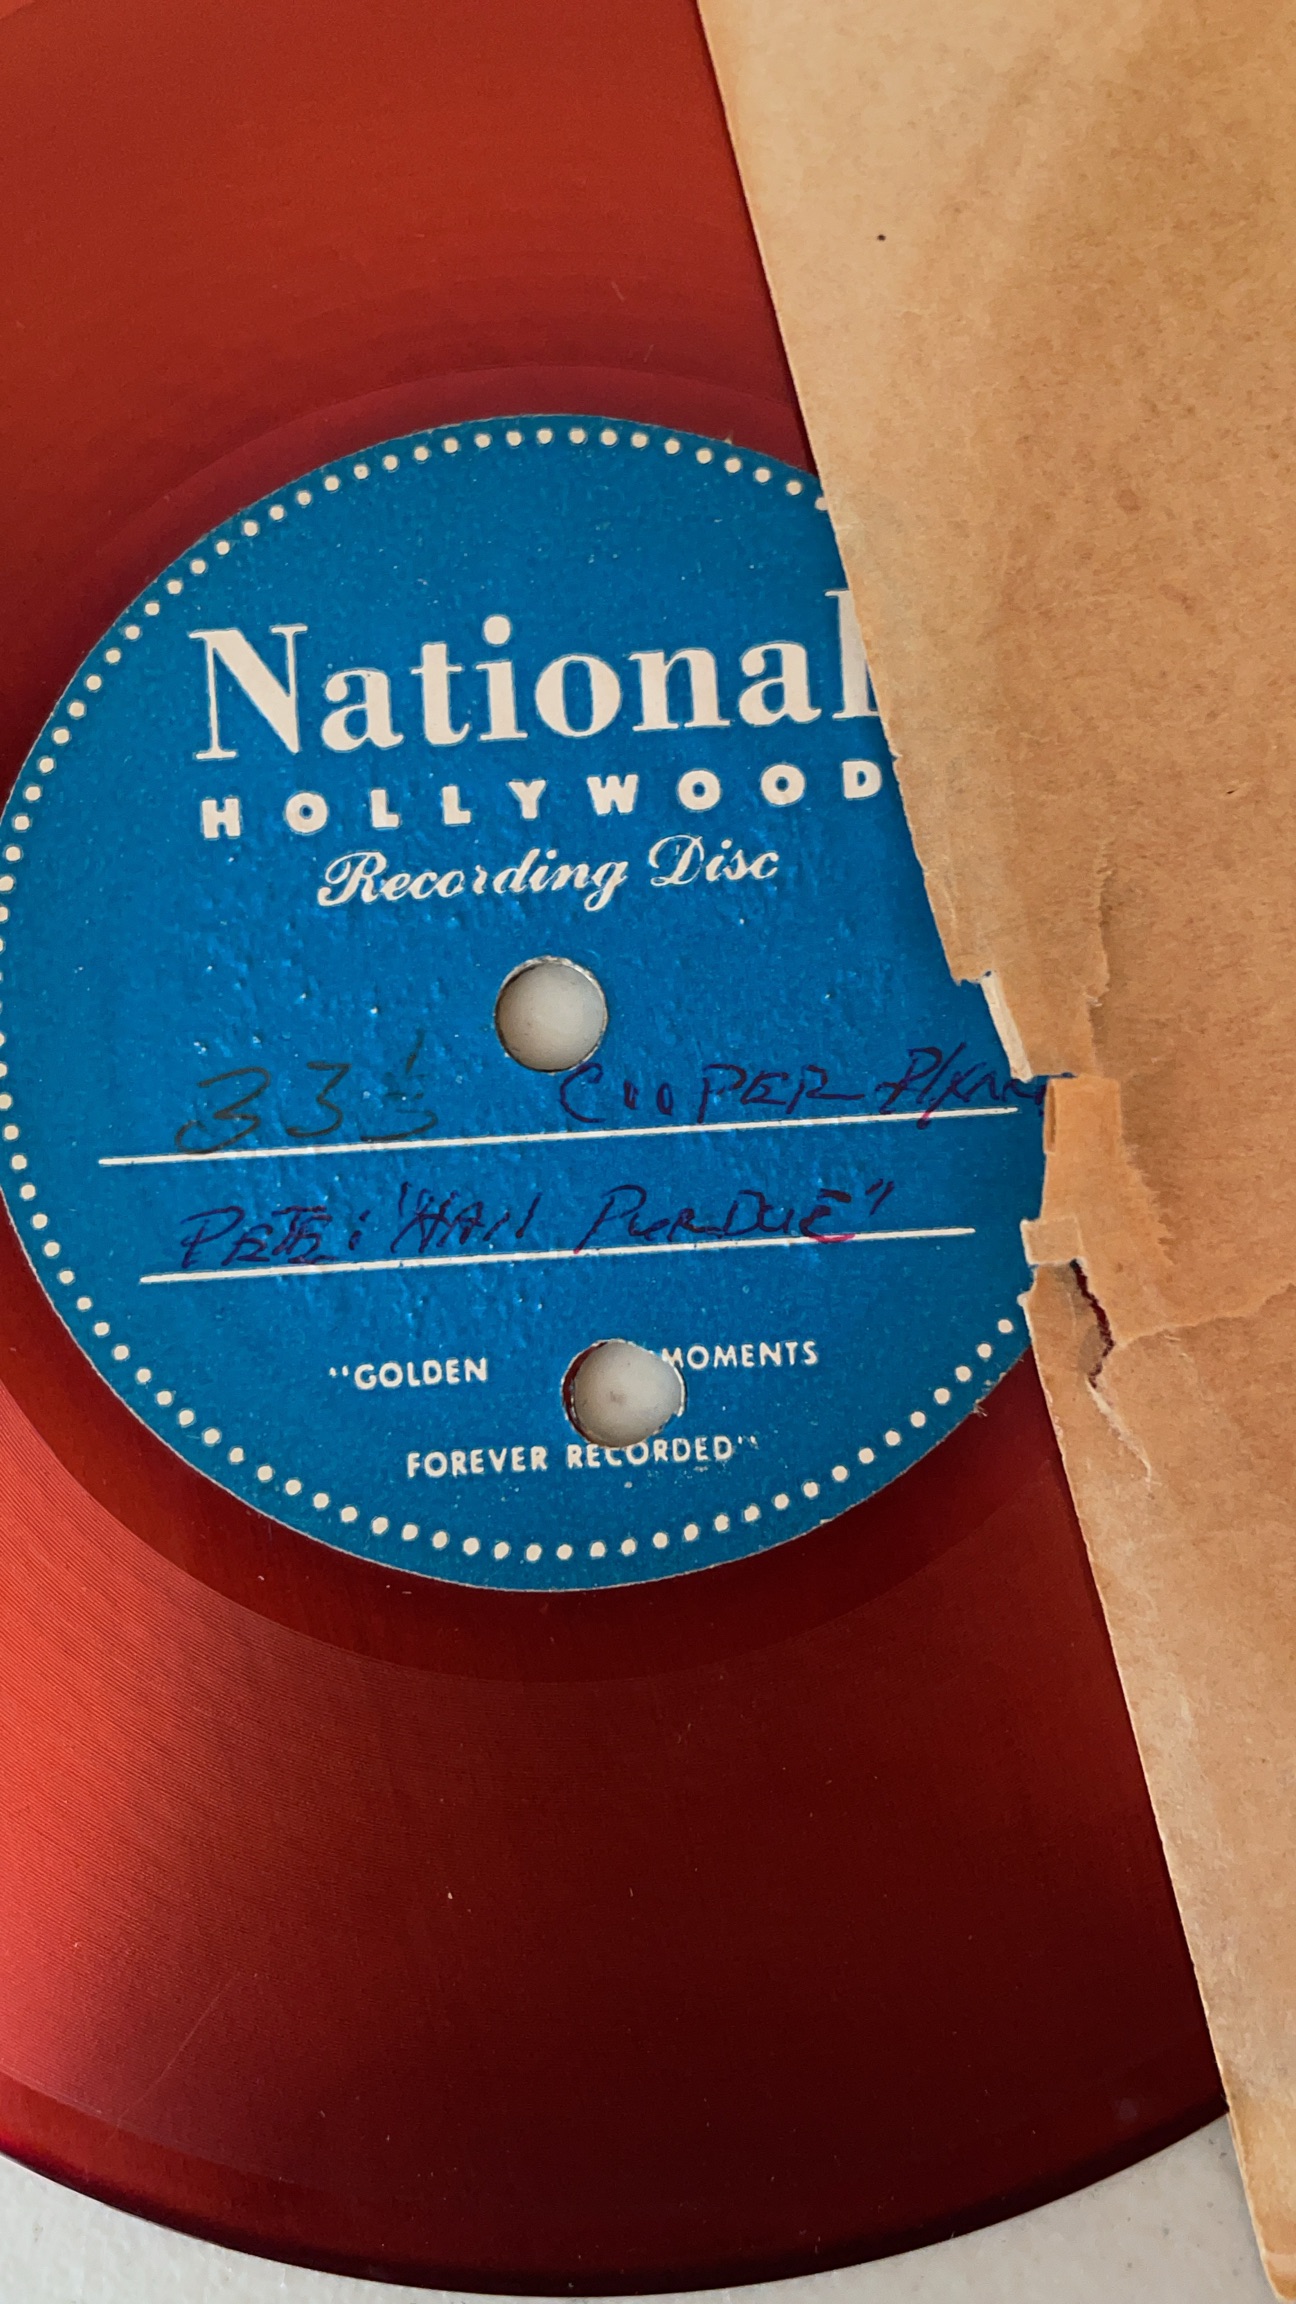 National
HOLLYWOOD
Recording Disc
33⅓ COOPER
PETE: "HAIL PURDUE"
"GOLDEN MOMENTS
FOREVER RECORDED"